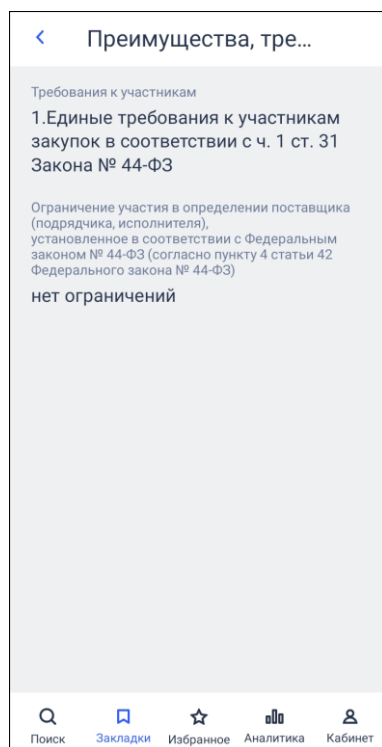 Преимущества, тре...
Требования к участникам
1.Единые требования к участникам
закупок в соответствии с ч. 1 ст. 31
Закона № 44-ФЗ
Ограничение участия в определении поставщика
(подрядчика, исполнителя),
установленное в соответствии с Федеральным
законом № 44-ФЗ (согласно пункту 4 статьи 42
Федерального закона № 44-ФЗ)
нет ограничений
Поиск Закладки Избранное Аналитика Кабинет